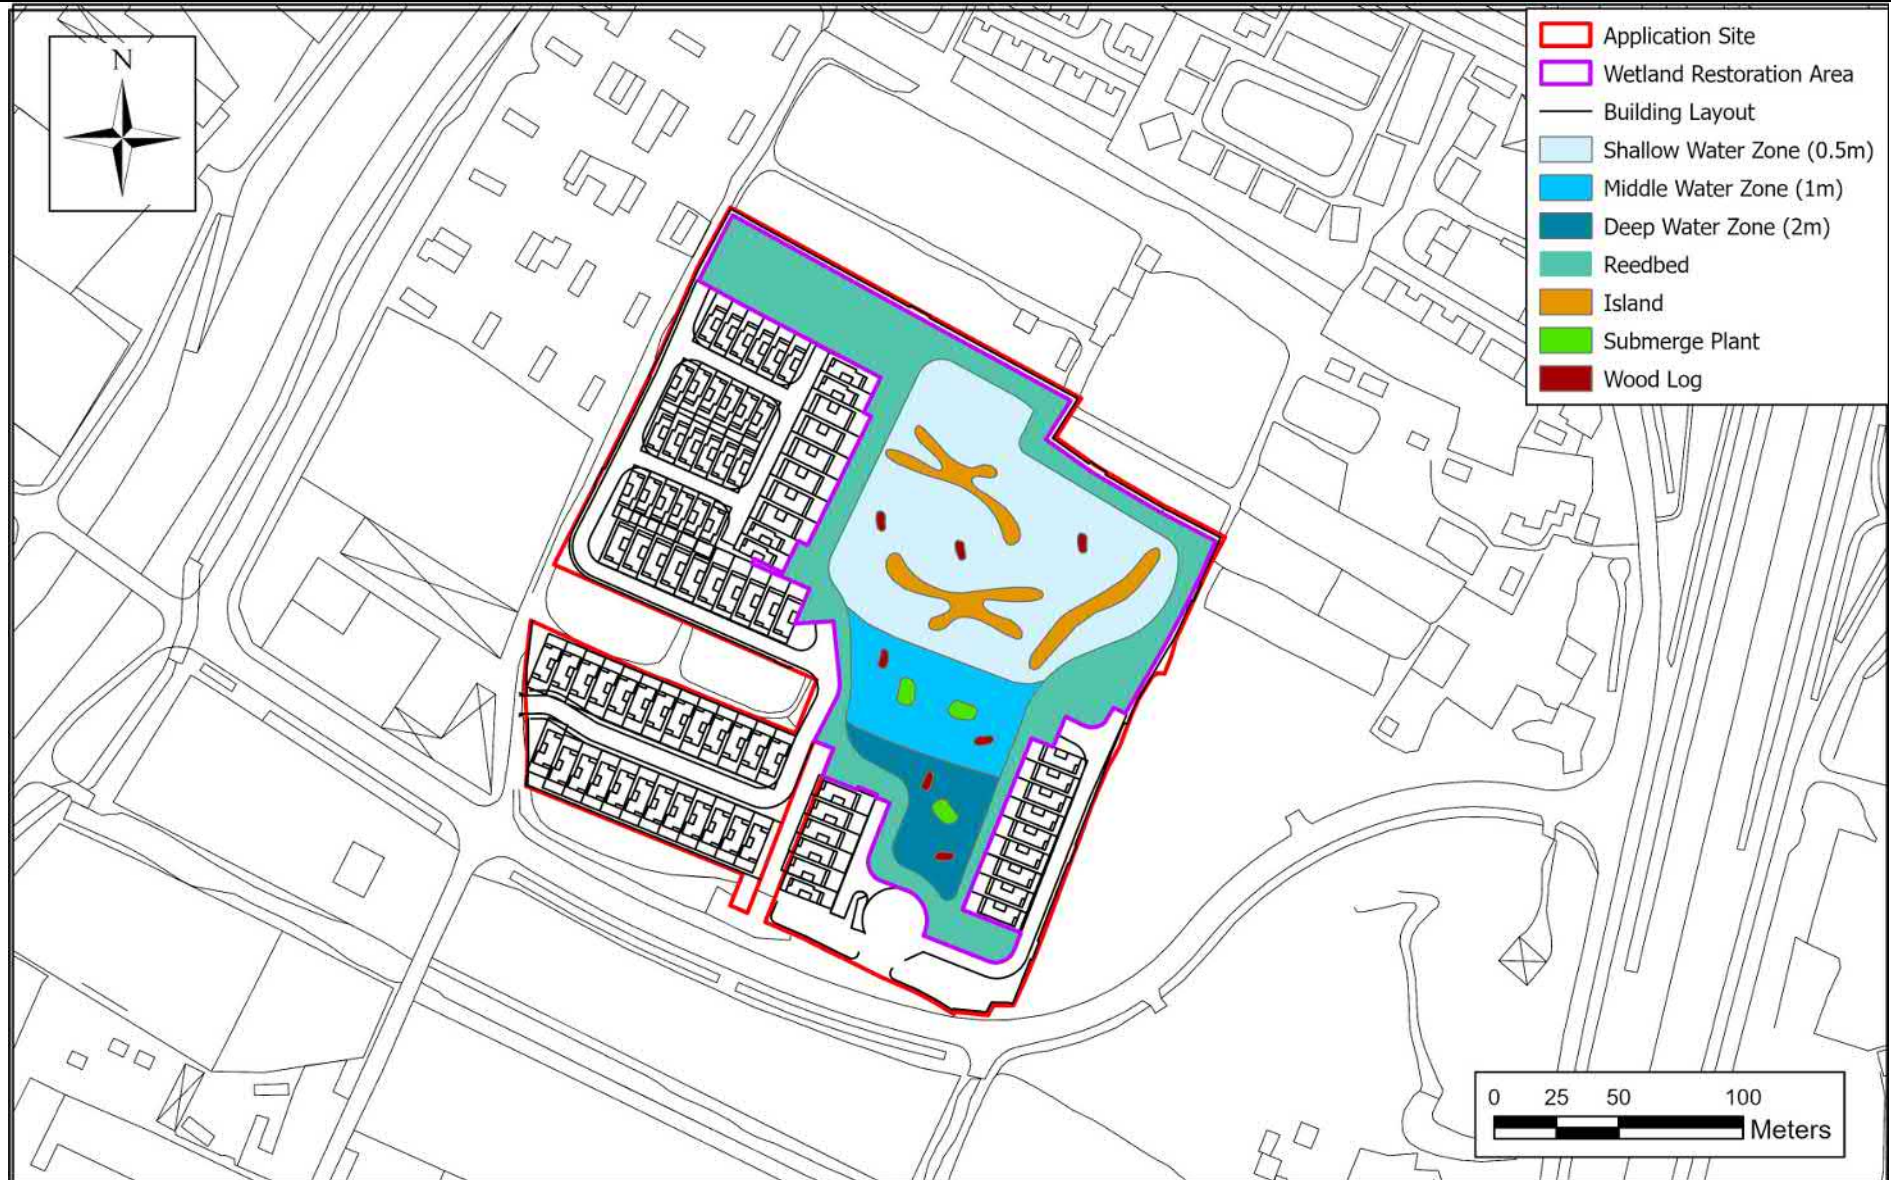 N
Application Site
Wetland Restoration Area
Building Layout
Shallow Water Zone (0.5m)
Middle Water Zone (1m)
Deep Water Zone (2m)
Reedbed
Island
Submerge Plant
Wood Log
0 25 50 100
Meters